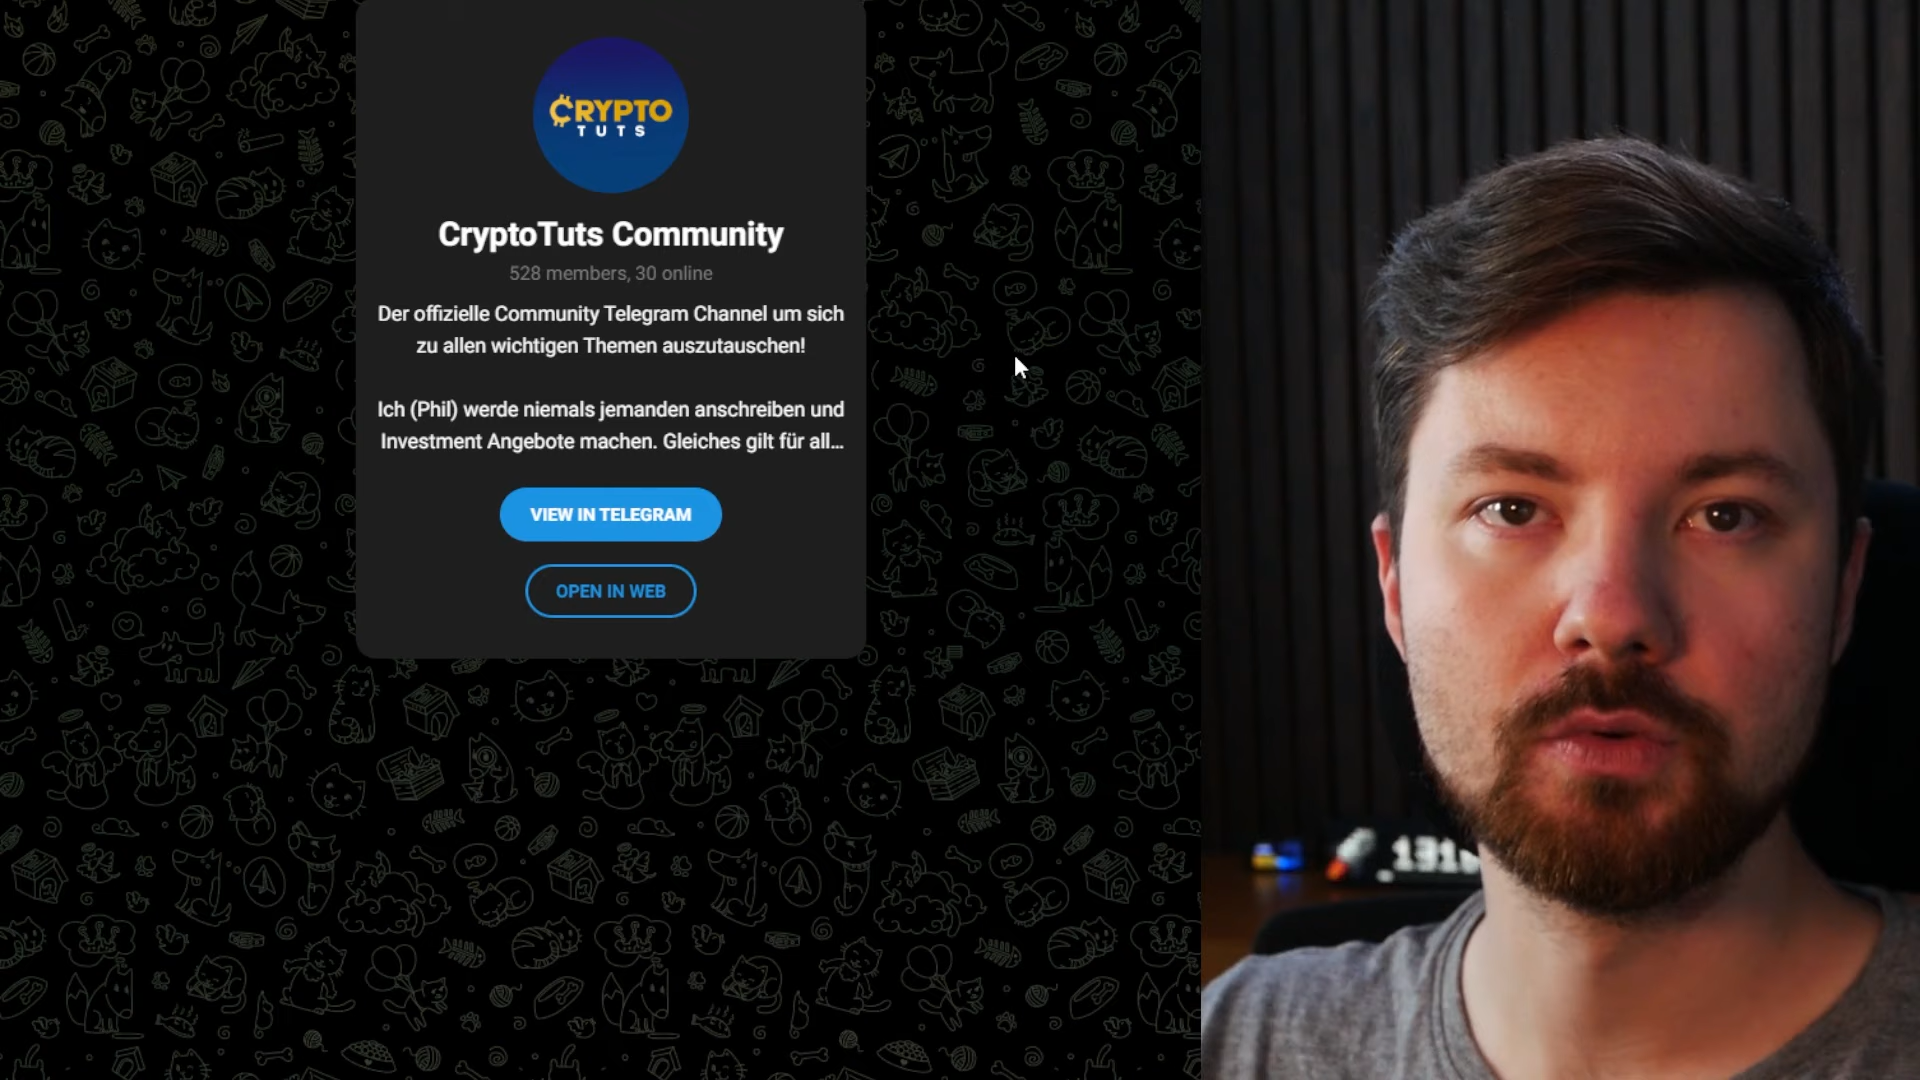 CRYPTO
TUTS
CryptoTuts Community
528 members, 30 online
Der offizielle Community Telegram Channel um sich
zu allen wichtigen Themen auszutauschen!
Ich (Phil) werde niemals jemanden anschreiben und
Investment Angebote machen. Gleiches gilt für all...
VIEW IN TELEGRAM
OPEN IN WEB